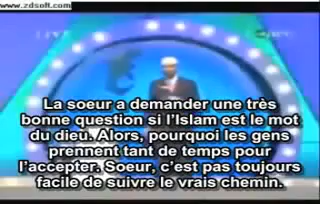 www.zdsoft.com
La soeur a demander une très
bonne question si l'Islam est le mot
du dieu. Alors, pourquoi les gens
prennent tant de temps pour
l'accepter. Soeur, c'est pas toujours
facile de suivre le vrais chemin.